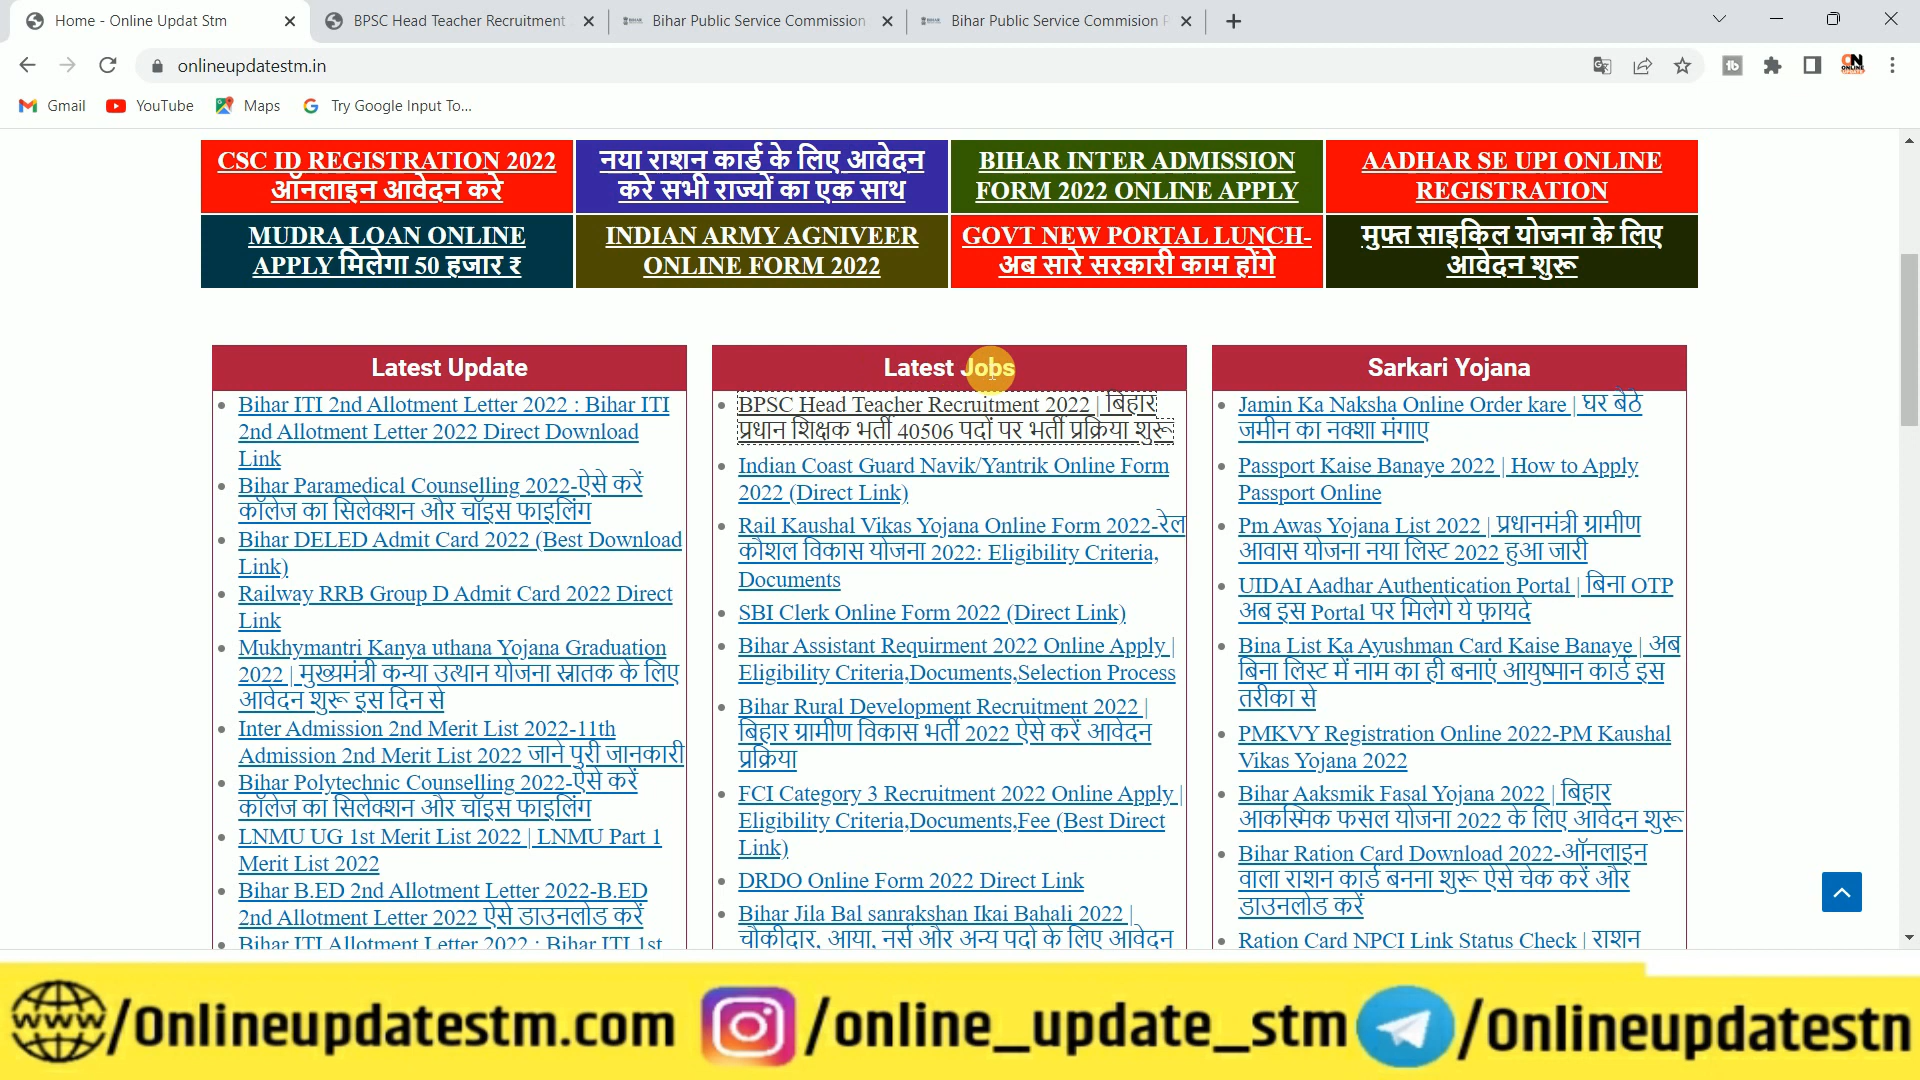 Home - Online Updat Stm
BPSC Head Teacher Recruitment
Bihar Public Service Commission
Bihar Public Service Commision
onlineupdatestm.in
Gmail
YouTube
Maps
Try Google Input To...
CSC ID REGISTRATION 2022
ऑनलाइन आवेदन करे
नया राशन कार्ड के लिए आवेदन
करे सभी राज्यों का एक साथ
BIHAR INTER ADMISSION
FORM 2022 ONLINE APPLY
AADHAR SE UPI ONLINE
REGISTRATION
MUDRA LOAN ONLINE
APPLY मिलेगा 50 हजार ₹
INDIAN ARMY AGNIVEER
ONLINE FORM 2022
GOVT NEW PORTAL LUNCH-
अब सारे सरकारी काम होंगे
मुफ्त साइकिल योजना के लिए
आवेदन शुरू
Latest Update
Bihar ITI 2nd Allotment Letter 2022 : Bihar ITI
2nd Allotment Letter 2022 Direct Download
Link
Bihar Paramedical Counselling 2022-ऐसे करें
कॉलेज का सिलेक्शन और चॉइस फाइलिंग
Bihar DELED Admit Card 2022 (Best Download
Link)
Railway RRB Group D Admit Card 2022 Direct
Link
Mukhymantri Kanya uthana Yojana Graduation
2022 | मुख्यमंत्री कन्या उत्थान योजना स्नातक के लिए
आवेदन शुरू इस दिन से
Inter Admission 2nd Merit List 2022-11th
Admission 2nd Merit List 2022 जाने पुरी जानकारी
Bihar Polytechnic Counselling 2022-ऐसे करें
कॉलेज का सिलेक्शन और चॉइस फाइलिंग
LNMU UG 1st Merit List 2022 | LNMU Part 1
Merit List 2022
Bihar B.ED 2nd Allotment Letter 2022-B.ED
2nd Allotment Letter 2022 ऐसे डाउनलोड करें
Bihar ITI Allotment Letter 2022 : Bihar ITI 1st
Latest Jobs
BPSC Head Teacher Recruitment 2022 | बिहार
प्रधान शिक्षक भर्ती 40506 पदों पर भर्ती प्रक्रिया शुरू
Indian Coast Guard Navik/Yantrik Online Form
2022 (Direct Link)
Rail Kaushal Vikas Yojana Online Form 2022-रेल
कौशल विकास योजना 2022: Eligibility Criteria,
Documents
SBI Clerk Online Form 2022 (Direct Link)
Bihar Assistant Requirment 2022 Online Apply |
Eligibility Criteria,Documents,Selection Process
Bihar Rural Development Recruitment 2022 |
बिहार ग्रामीण विकास भर्ती 2022 ऐसे करें आवेदन
प्रक्रिया
FCI Category 3 Recruitment 2022 Online Apply |
Eligibility Criteria,Documents,Fee (Best Direct
Link)
DRDO Online Form 2022 Direct Link
Bihar Jila Bal sanrakshan Ikai Bahali 2022 |
चौकीदार, आया, नर्स और अन्य पदो के लिए आवेदन
Sarkari Yojana
Jamin Ka Naksha Online Order kare | घर बैठे
जमीन का नक्शा मंगाए
Passport Kaise Banaye 2022 | How to Apply
Passport Online
Pm Awas Yojana List 2022 | प्रधानमंत्री ग्रामीण
आवास योजना नया लिस्ट 2022 हुआ जारी
UIDAI Aadhar Authentication Portal | बिना OTP
अब इस Portal पर मिलेगे ये फ़ायदे
Bina List Ka Ayushman Card Kaise Banaye | अब
बिना लिस्ट में नाम का ही बनाएं आयुष्मान कार्ड इस
तरीका से
PMKVY Registration Online 2022-PM Kaushal
Vikas Yojana 2022
Bihar Aaksmik Fasal Yojana 2022 | बिहार
आकस्मिक फसल योजना 2022 के लिए आवेदन शुरू
Bihar Ration Card Download 2022-ऑनलाइन
वाला राशन कार्ड बनना शुरू ऐसे चेक करें और
डाउनलोड करें
Ration Card NPCI Link Status Check | राशन
www/Onlineupdatestm.com
/online_update_stm
/Onlineupdatestn